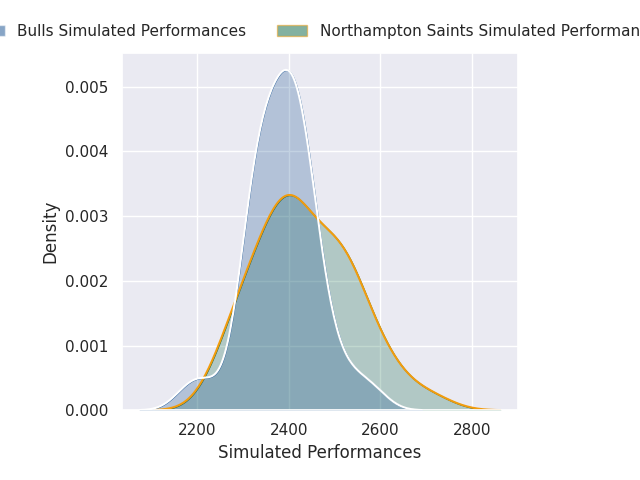 Bulls Simulated Performances
Northampton Saints Simulated Performan
0.005
0.004
0.003
0.002
0.001
0.000
Density
2200 2400 2600 2800
Simulated Performances